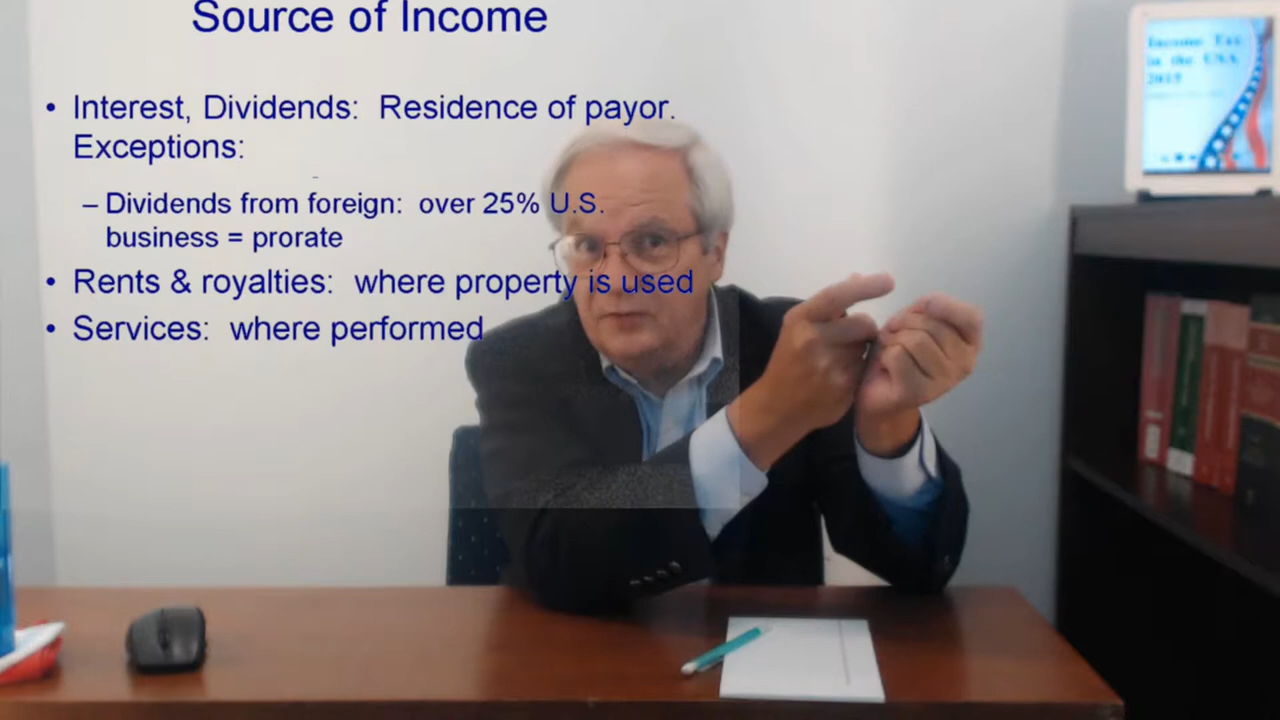 Source of Income
• Interest, Dividends:  Residence of payor.
Exceptions:
– Dividends from foreign:  over 25% U.S.
business = prorate
• Rents & royalties:  where property is used
• Services:  where performed
Income Tax
in the USA
2015